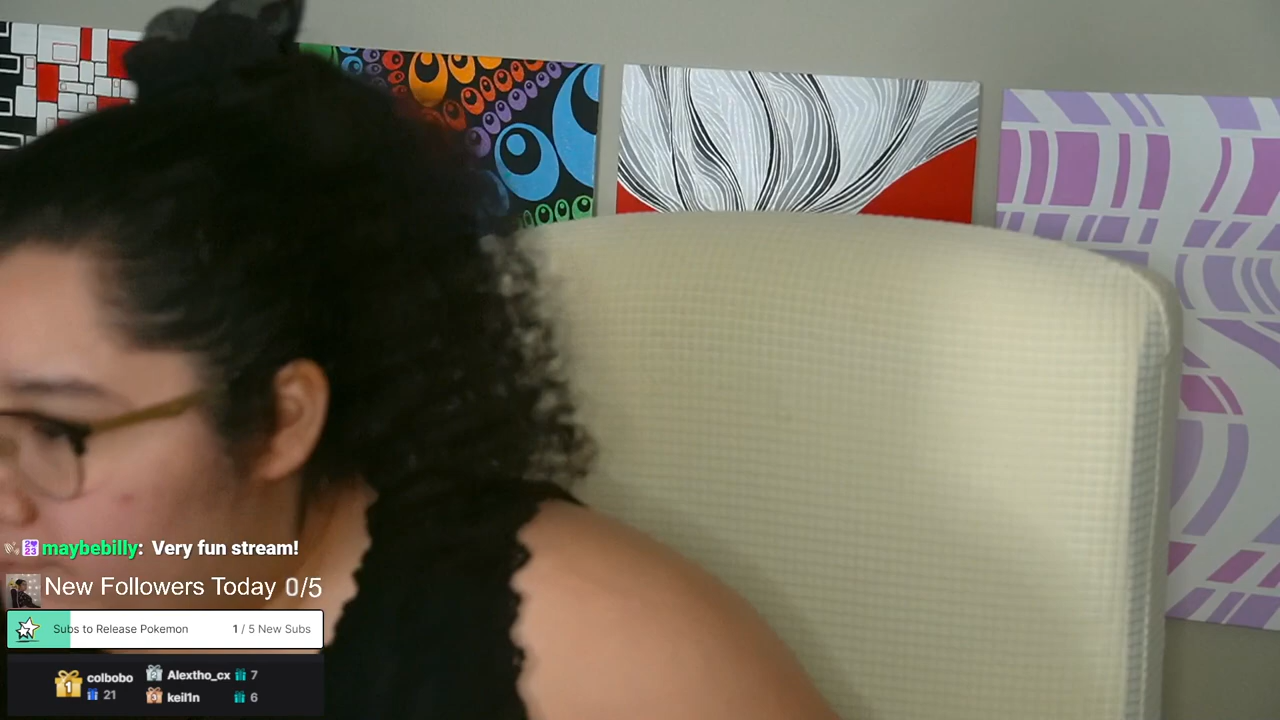 maybebilly: Very fun stream!
New Followers Today 0/5
Subs to Release Pokemon 1 / 5 New Subs
1 colbobo 21
Alextho_cx 7
keil1n 6